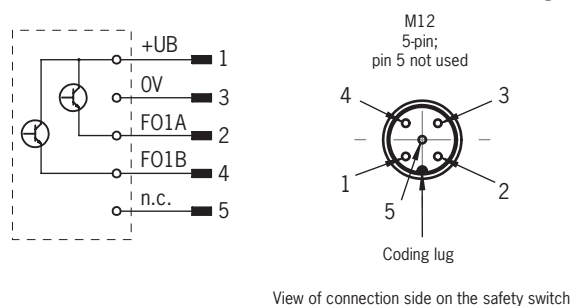 +UB 1
0V 3
FO1A 2
FO1B 4
n.c. 5
M12
5-pin;
pin 5 not used
4 3
1 2
5
Coding lug
View of connection side on the safety switch